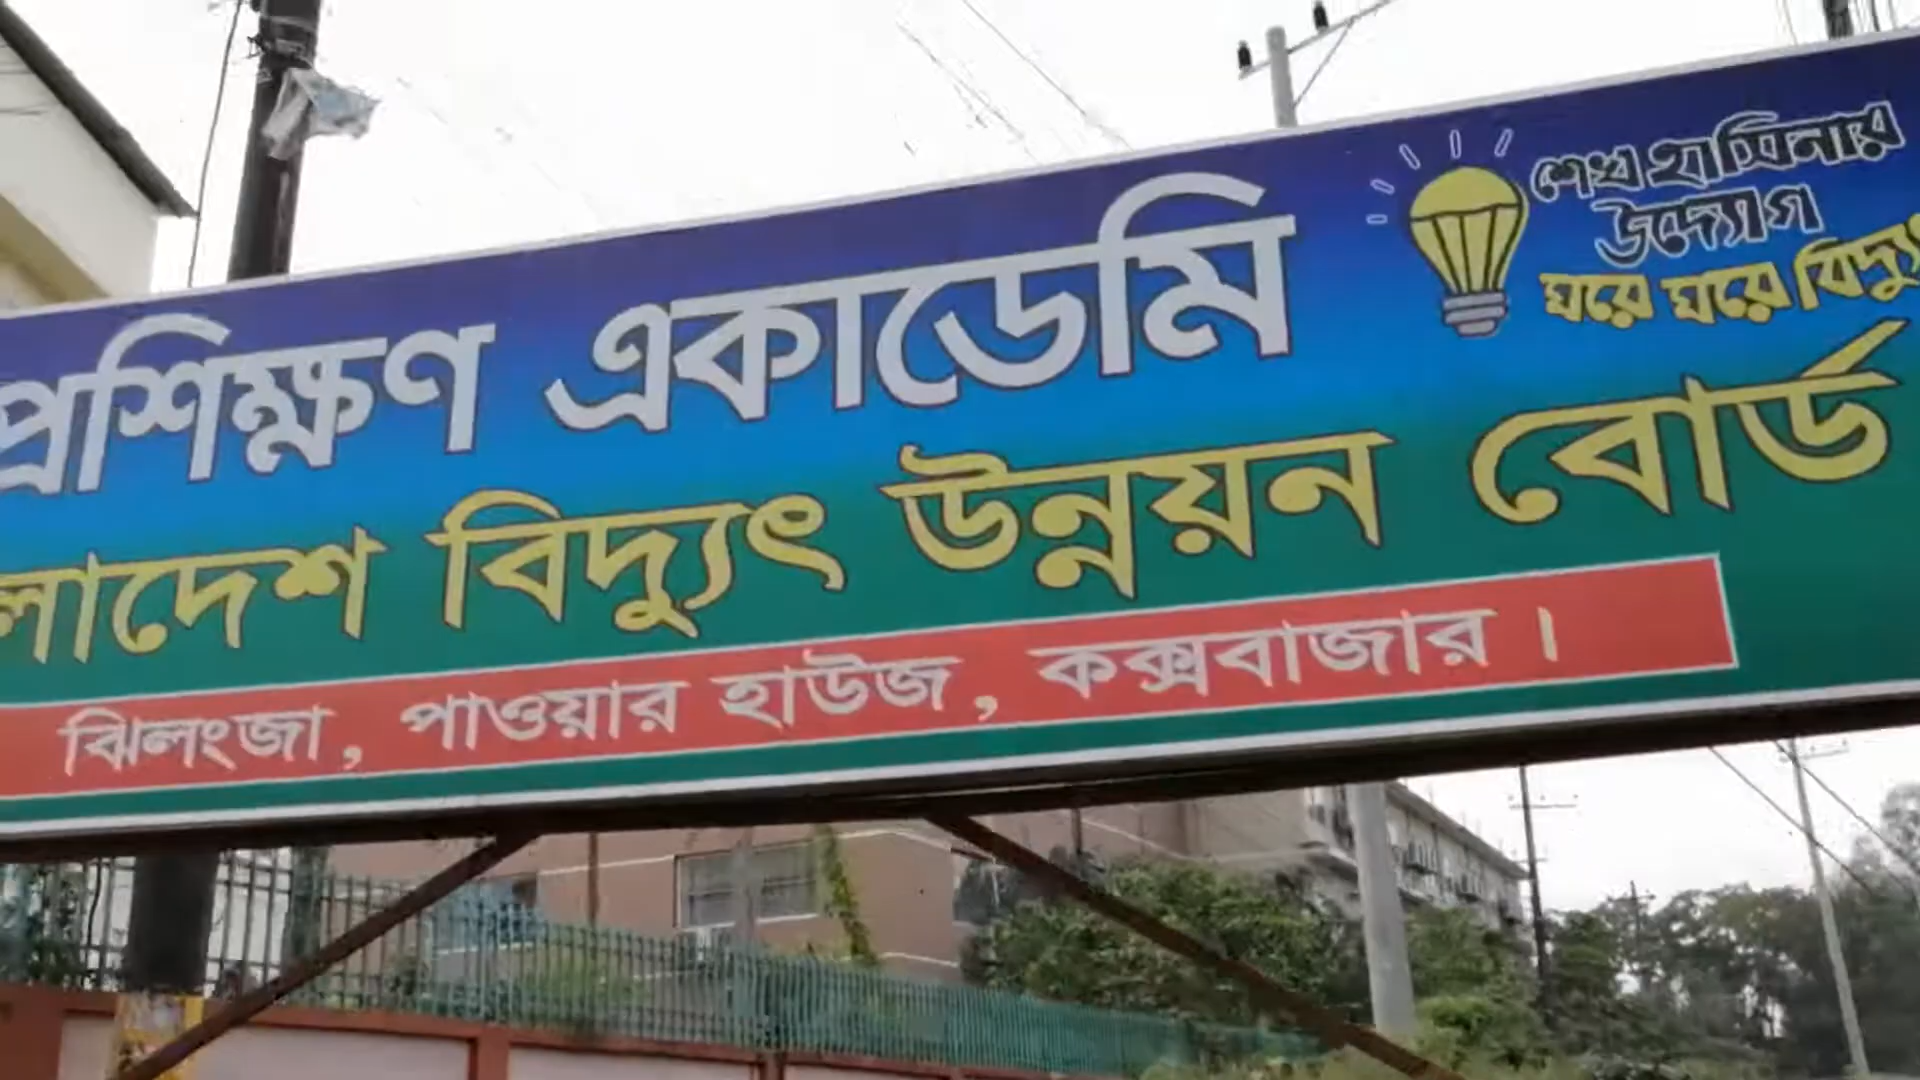 প্রশিক্ষণ একাডেমি
শেখ হাসিনার
উদ্যোগ
ঘরে ঘরে
লাদেশ বিদ্যুৎ উন্নয়ন বোর্ড
ঝিলংজা, পাওয়ার হাউজ, কক্সবাজার ।